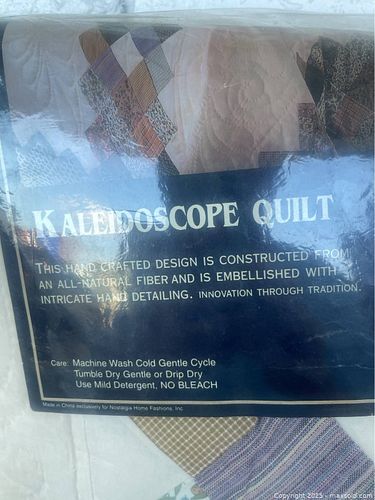 KALEIDOSCOPE QUILT
THIS HAND CRAFTED DESIGN IS CONSTRUCTED FROM
AN ALL-NATURAL FIBER AND IS EMBELLISHED WITH
INTRICATE HAND DETAILING. INNOVATION THROUGH TRADITION.
Care: Machine Wash Cold Gentle Cycle
Tumble Dry Gentle or Drip Dry
Use Mild Detergent, NO BLEACH
Made in China exclusively for Nostalgia Home Fashions, Inc.
Copyright 2025 - maxsold.com